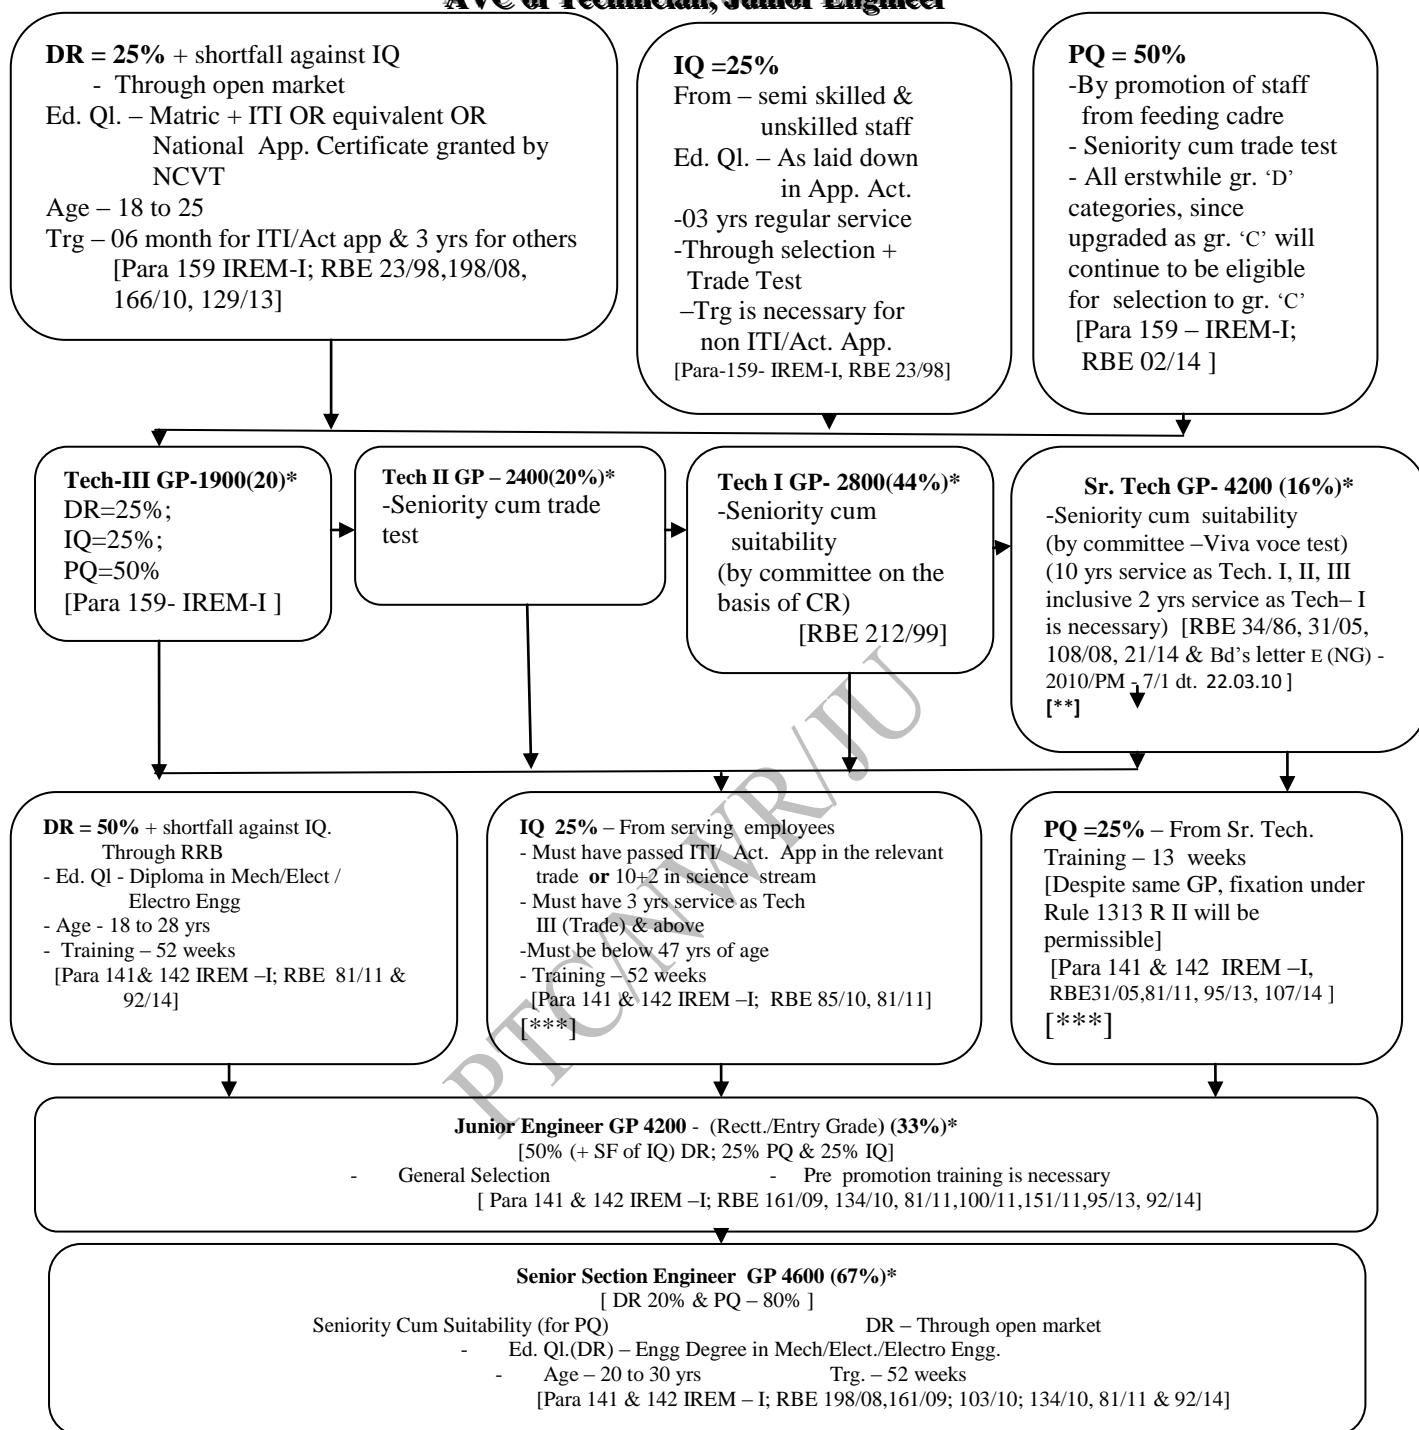 AVC of Technician, Junior Engineer
DR = 25% + shortfall against IQ
- Through open market
Ed. Ql. – Matric + ITI OR equivalent OR
National App. Certificate granted by
NCVT
Age – 18 to 25
Trg – 06 month for ITI/Act app & 3 yrs for others
[Para 159 IREM-I; RBE 23/98,198/08,
166/10, 129/13]
IQ =25%
From – semi skilled &
unskilled staff
Ed. Ql. – As laid down
in App. Act.
-03 yrs regular service
-Through selection +
Trade Test
–Trg is necessary for
non ITI/Act. App.
[Para-159- IREM-I, RBE 23/98]
PQ = 50%
-By promotion of staff
from feeding cadre
- Seniority cum trade test
- All erstwhile gr. ‘D’
categories, since
upgraded as gr. ‘C’ will
continue to be eligible
for selection to gr. ‘C’
[Para 159 – IREM-I;
RBE 02/14 ]
Tech-III GP-1900(20)*
DR=25%;
IQ=25%;
PQ=50%
[Para 159- IREM-I ]
Tech II GP – 2400(20%)*
-Seniority cum trade
test
Tech I GP- 2800(44%)*
-Seniority cum
suitability
(by committee on the
basis of CR)
[RBE 212/99]
Sr. Tech GP- 4200 (16%)*
-Seniority cum suitability
(by committee –Viva voce test)
(10 yrs service as Tech. I, II, III
inclusive 2 yrs service as Tech– I
is necessary) [RBE 34/86, 31/05,
108/08, 21/14 & Bd’s letter E (NG) -
2010/PM - 7/1 dt. 22.03.10 ]
[**]
DR = 50% + shortfall against IQ.
Through RRB
- Ed. Ql - Diploma in Mech/Elect /
Electro Engg
- Age - 18 to 28 yrs
- Training – 52 weeks
[Para 141& 142 IREM –I; RBE 81/11 &
92/14]
IQ 25% – From serving employees
- Must have passed ITI/ Act. App in the relevant
trade or 10+2 in science stream
- Must have 3 yrs service as Tech
III (Trade) & above
-Must be below 47 yrs of age
- Training – 52 weeks
[Para 141 & 142 IREM –I; RBE 85/10, 81/11]
[***]
PQ =25% – From Sr. Tech.
Training – 13 weeks
[Despite same GP, fixation under
Rule 1313 R II will be
permissible]
[Para 141 & 142 IREM –I,
RBE31/05,81/11, 95/13, 107/14 ]
[***]
PTC/NWR/JU
Junior Engineer GP 4200 - (Rectt./Entry Grade) (33%)*
[50% (+ SF of IQ) DR; 25% PQ & 25% IQ]
- General Selection - Pre promotion training is necessary
[ Para 141 & 142 IREM –I; RBE 161/09, 134/10, 81/11,100/11,151/11,95/13, 92/14]
Senior Section Engineer GP 4600 (67%)*
[ DR 20% & PQ – 80% ]
Seniority Cum Suitability (for PQ) DR – Through open market
- Ed. Ql.(DR) – Engg Degree in Mech/Elect./Electro Engg.
- Age – 20 to 30 yrs Trg. – 52 weeks
[Para 141 & 142 IREM – I; RBE 198/08,161/09; 103/10; 134/10, 81/11 & 92/14]